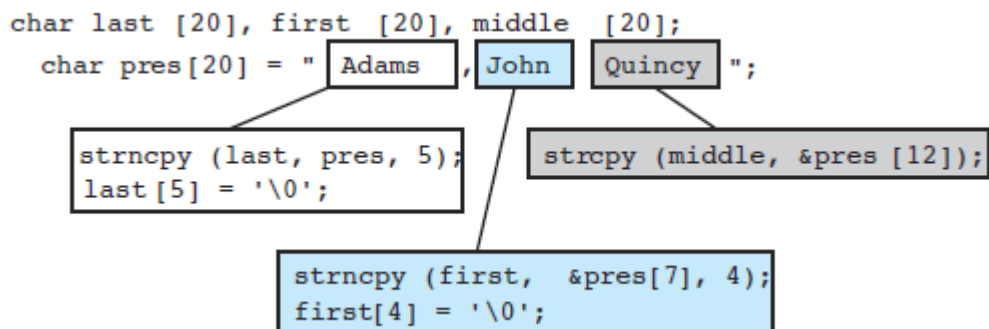 char last [20], first [20], middle [20];
char pres[20] = " Adams , John Quincy ";
strncpy (last, pres, 5);
last[5] = '\0';
strcpy (middle, &pres [12]);
strncpy (first, &pres[7], 4);
first[4] = '\0';